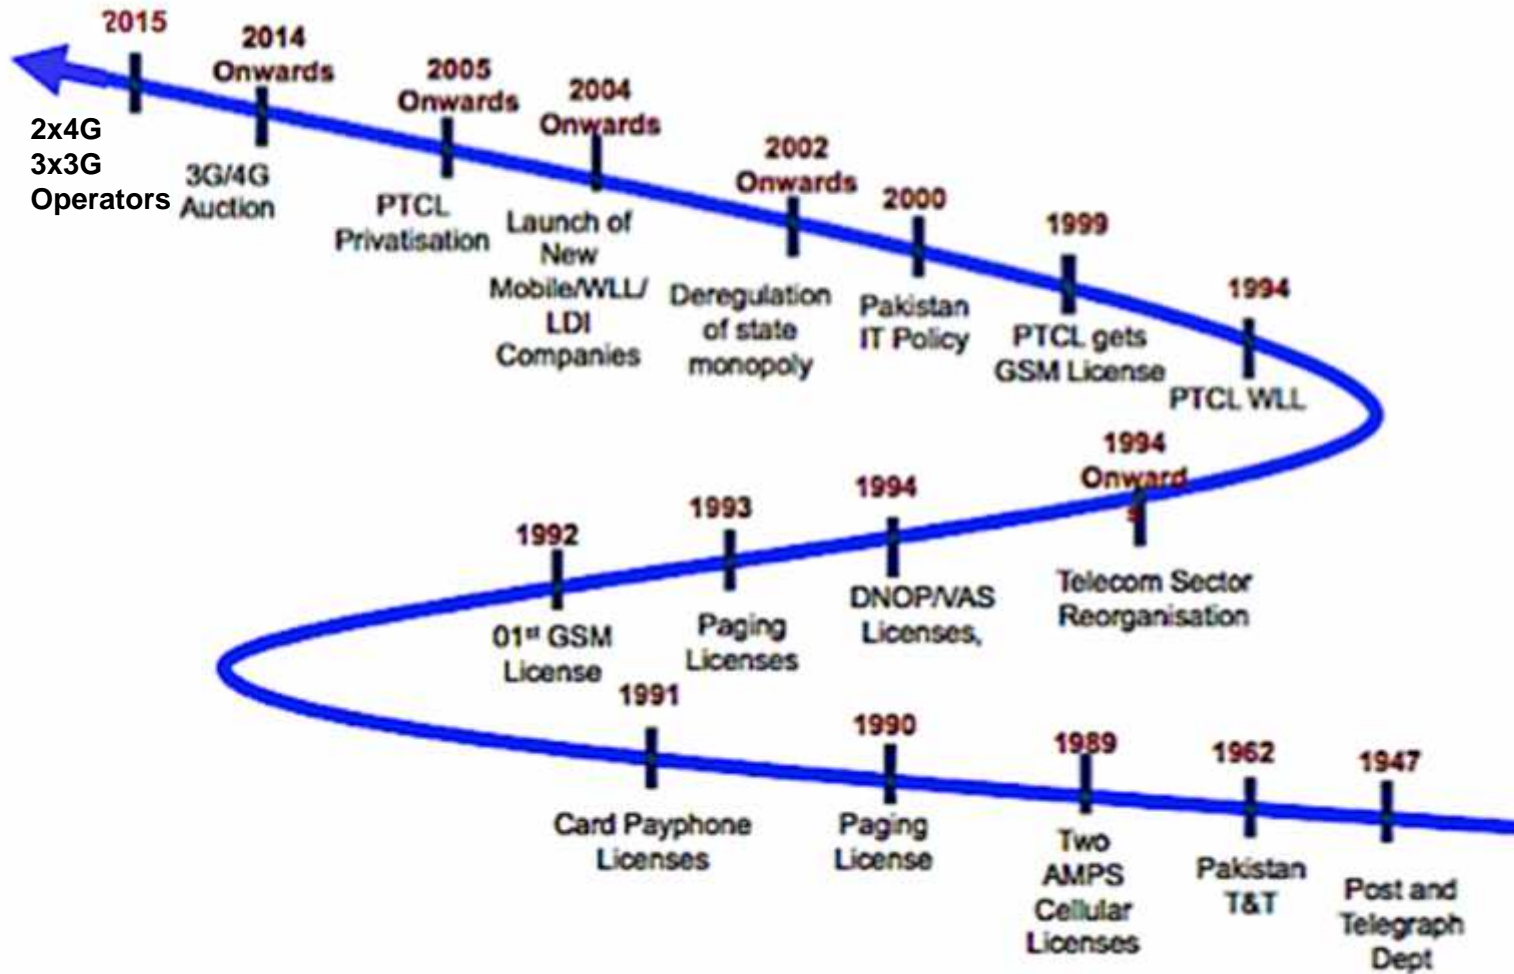 2015
2x4G
3x3G
Operators
2014
Onwards
3G/4G
Auction
2005
Onwards
PTCL
Privatisation
2004
Onwards
Launch of
New
Mobile/WLL/
LDI
Companies
2002
Onwards
Deregulation
of state
monopoly
2000
Pakistan
IT Policy
1999
PTCL gets
GSM License
1994
PTCL WLL
1992
01st GSM
License
1993
Paging
Licenses
1994
DNOP/VAS
Licenses,
1994
Onward
s
Telecom Sector
Reorganisation
1991
Card Payphone
Licenses
1990
Paging
License
1989
Two
AMPS
Cellular
Licenses
1962
Pakistan
T&T
1947
Post and
Telegraph
Dept